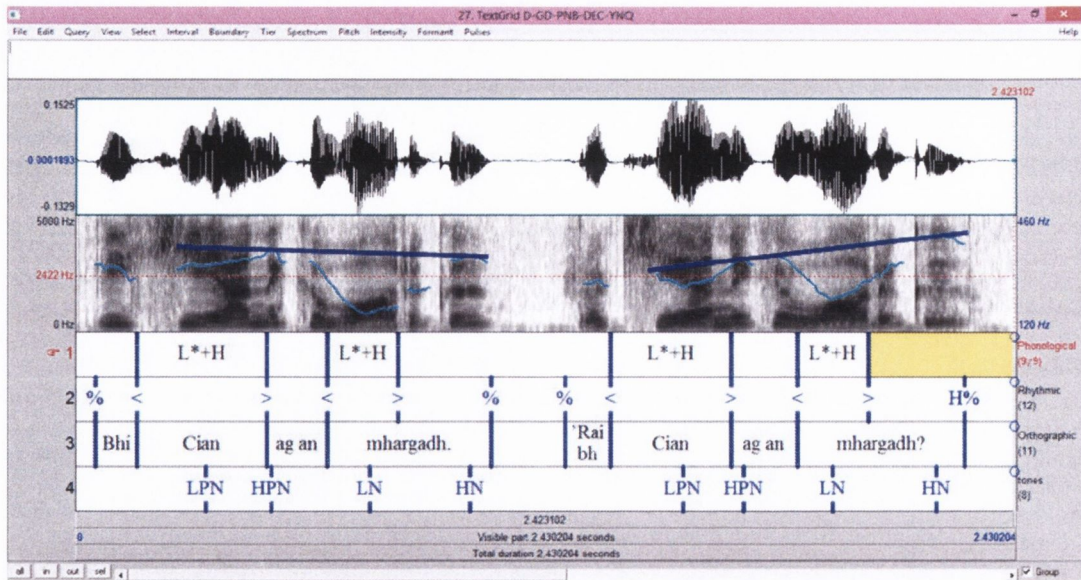 27. TextGrid D-GD-PNB-DEC-YNQ
File Edit Query View Select Interval Boundary Tier Spectrum Pitch Intensity Formant Pulses Help
2.423102
0.1525
-0.0001893
-0.1329
5000 Hz 460 Hz
2422 Hz
0 Hz 120 Hz
1 L*+H L*+H L*+H L*+H Phonological
(9/9)
2 % < > < > % % < > < > H% Rhythmic
(12)
3 Bhi Cian ag an mhargadh. 'Rai Cian ag an mhargadh? Orthographic
bh (11)
4 LPN HPN LN HN LPN HPN LN HN tones
(8)
2.423102
0 Visible part 2.430204 seconds 2.430204
Total duration 2.430204 seconds
all in out sel Group